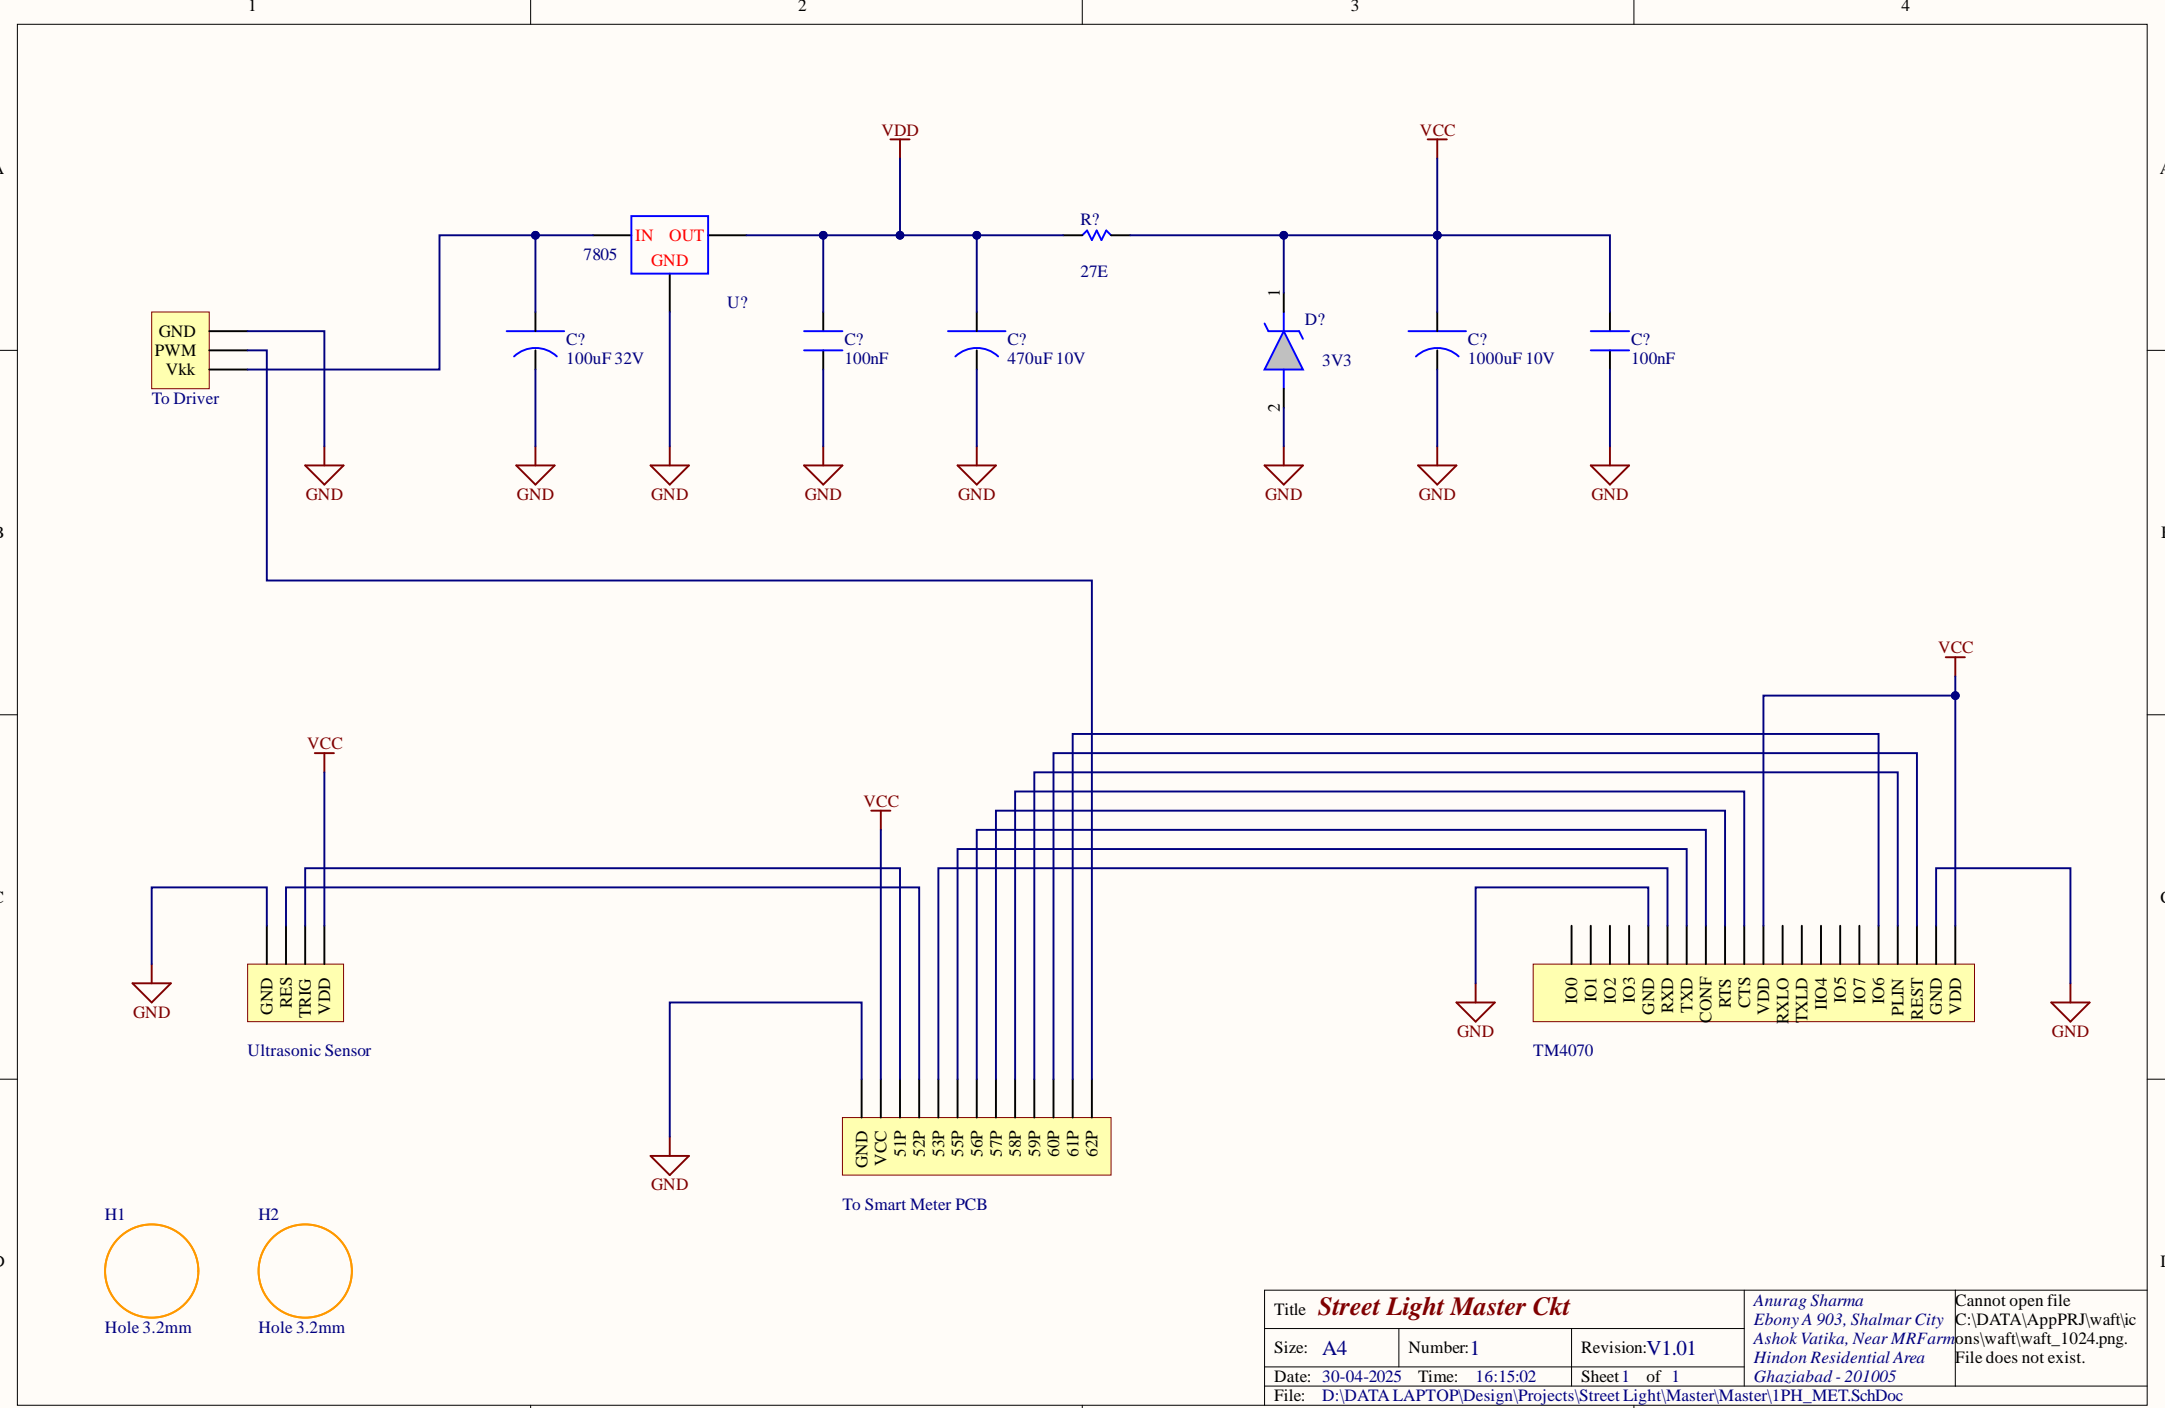 1 2 3 4
VDD VCC
A A
R?
IN OUT
7805 GND
27E
U?
GND
PWM
Vkk
To Driver
C?
100uF 32V
C?
100nF
C?
470uF 10V
1
D?
3V3
2
C?
1000uF 10V
C?
100nF
GND GND GND GND GND GND GND GND
VCC
VCC
VCC
GND
RES
TRIG
VDD
GND
Ultrasonic Sensor
IO0
IO1
IO2
IO3
GND
RXD
TXD
CONF
RTS
CTS
VDD
RXLO
TXLD
IIO4
IO5
IO7
IO6
PLIN
REST
GND
VDD
GND GND
TM4070
GND
VCC
51P
52P
53P
55P
56P
57P
58P
59P
60P
61P
62P
GND
To Smart Meter PCB
H1 H2
Hole 3.2mm Hole 3.2mm
Title Street Light Master Ckt
Size: A4 Number:1 Revision:V1.01
Date: 30-04-2025 Time: 16:15:02 Sheet 1 of 1
File: D:\DATA LAPTOP\Design\Projects\Street Light\Master\Master\1PH_MET.SchDoc
Anurag Sharma
Ebony A 903, Shalmar City
Ashok Vatika, Near MRFarm
Hindon Residential Area
Ghaziabad - 201005
Cannot open file
C:\DATA\AppPRJ\waft\ic
ons\waft\waft_1024.png.
File does not exist.